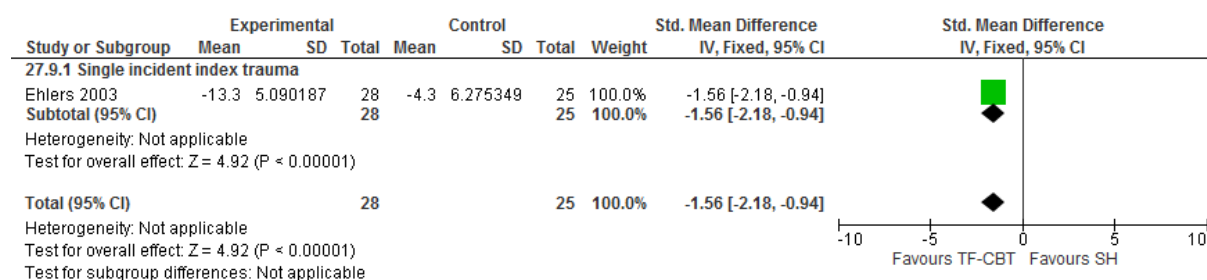 Experimental Control Std. Mean Difference Std. Mean Difference
Study or Subgroup Mean SD Total Mean SD Total Weight IV, Fixed, 95% CI IV, Fixed, 95% CI
27.9.1 Single incident index trauma
Ehlers 2003 -13.3 5.090187 28 -4.3 6.275349 25 100.0% -1.56 [-2.18, -0.94]
Subtotal (95% CI) 28 25 100.0% -1.56 [-2.18, -0.94]
Heterogeneity: Not applicable
Test for overall effect: Z = 4.92 (P < 0.00001)
Total (95% CI) 28 25 100.0% -1.56 [-2.18, -0.94]
Heterogeneity: Not applicable
Test for overall effect: Z = 4.92 (P < 0.00001)
Test for subgroup differences: Not applicable
-10 -5 0 5 10
Favours TF-CBT Favours SH